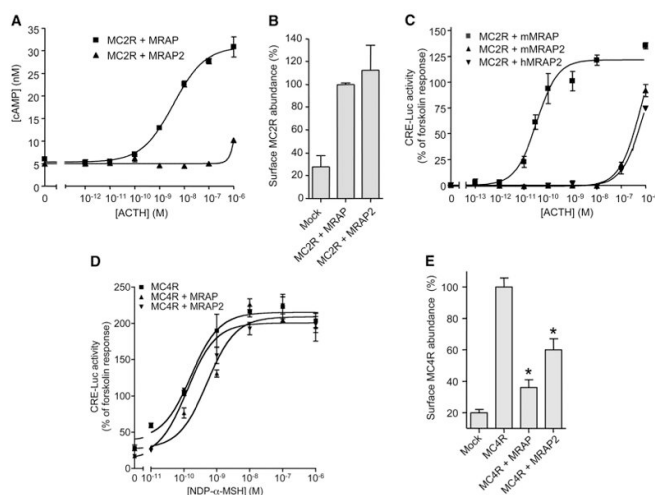 A
MC2R + MRAP
MC2R + MRAP2
[cAMP] (nM)
35
30
25
20
15
10
5
0
0
10-12
10-11
10-10
10-9
10-8
10-7
10-6
[ACTH] (M)
B
Surface MC2R abundance (%)
140
120
100
80
60
40
20
0
Mock
MC2R + MRAP
MC2R + MRAP2
C
MC2R + mMRAP
MC2R + mMRAP2
MC2R + hMRAP2
CRE-Luc activity
(% of forskolin response)
150
125
100
75
50
25
0
0
10-13
10-12
10-11
10-10
10-9
10-8
10-7
[ACTH] (M)
D
MC4R
MC4R + MRAP
MC4R + MRAP2
CRE-Luc activity
(% of forskolin response)
250
200
150
100
50
0
0
10-11
10-10
10-9
10-8
10-7
10-6
[NDP-α-MSH] (M)
E
Surface MC4R abundance (%)
100
80
60
40
20
*
*
Mock
MC4R
MC4R + MRAP
MC4R + MRAP2